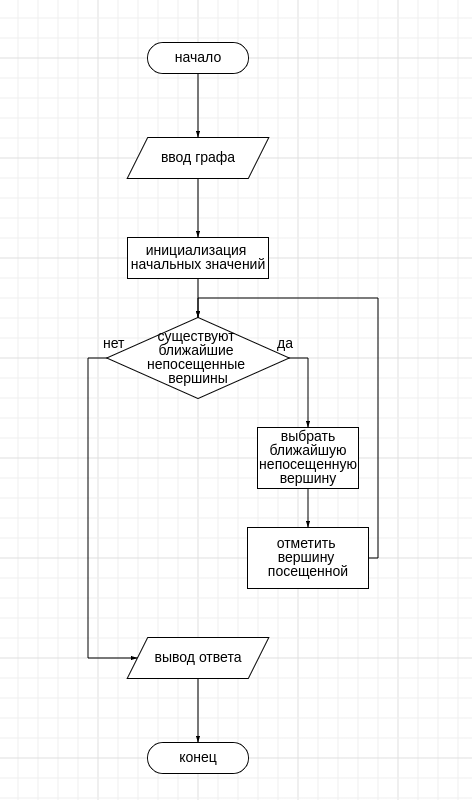 начало
ввод графа
инициализация
начальных значений
существуют
ближайшие
непосещенные
вершины
нет
да
выбрать
ближайшую
непосещенную
вершину
отметить
вершину
посещенной
вывод ответа
конец